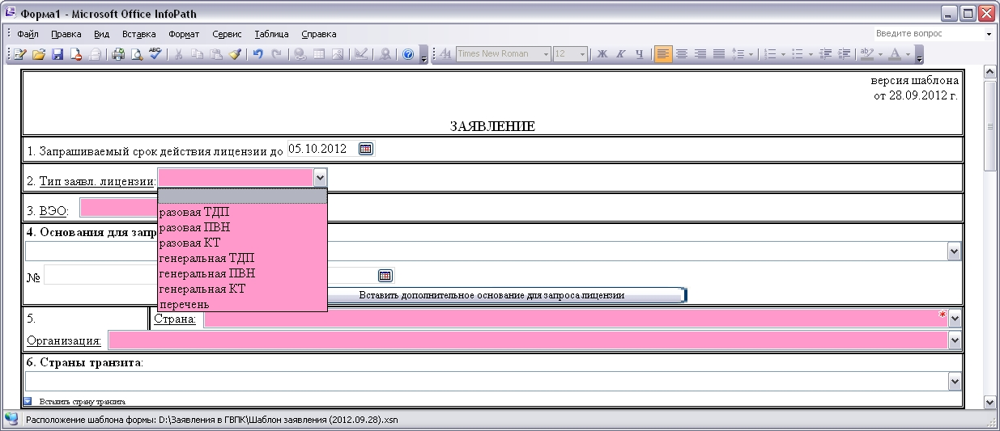 Форма1 - Microsoft Office InfoPath
Файл Правка Вид Вставка Формат Сервис Таблица Справка Введите вопрос
Times New Roman 12 Ж К Ч
версия шаблона
от 28.09.2012 г.
ЗАЯВЛЕНИЕ
1. Запрашиваемый срок действия лицензии до 05.10.2012
2. Тип заявл. лицензии:
3. ВЭО:
разовая ТДП
разовая ПВН
разовая КТ
генеральная ТДП
генеральная ПВН
генеральная КТ
перечень
4. Основания для запр
№
Вставить дополнительное основание для запроса лицензии
5. Страна: *
Организация:
6. Страны транзита:
Вставить страну транзита
Расположение шаблона формы: D:\Заявления в ГВПК\Шаблон заявления (2012.09.28).xsn